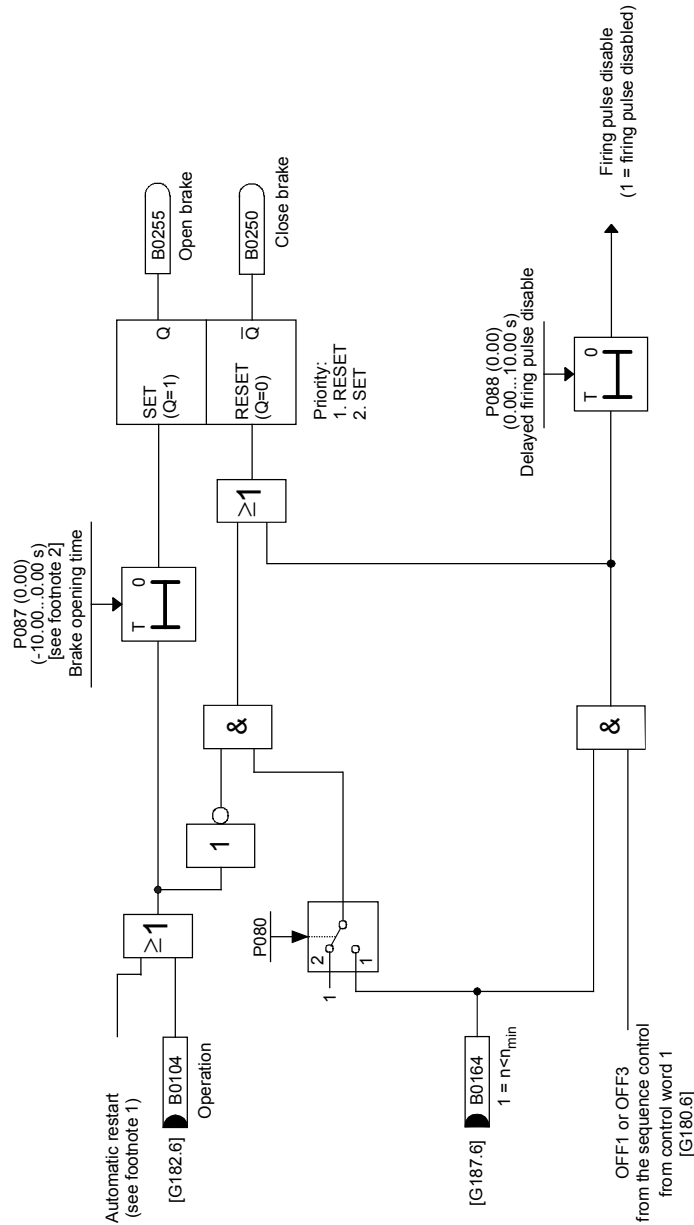 Automatic restart
(see footnote 1)
[G182.6]
B0104
Operation
≥1
1
P087 (0.00)
(-10.00...0.00 s)
[see footnote 2]
Brake opening time
T 0
SET
(Q=1)
Q
B0255
Open brake
&
≥1
RESET
(Q=0)
Q
B0250
Close brake
Priority:
1. RESET
2. SET
P080
2
1
1
[G187.6]
B0164
1 = n<nmin
OFF1 or OFF3
from the sequence control
from control word 1
[G180.6]
&
P088 (0.00)
(0.00...10.00 s)
Delayed firing pulse disable
T 0
Firing pulse disable
(1 = firing pulse disabled)